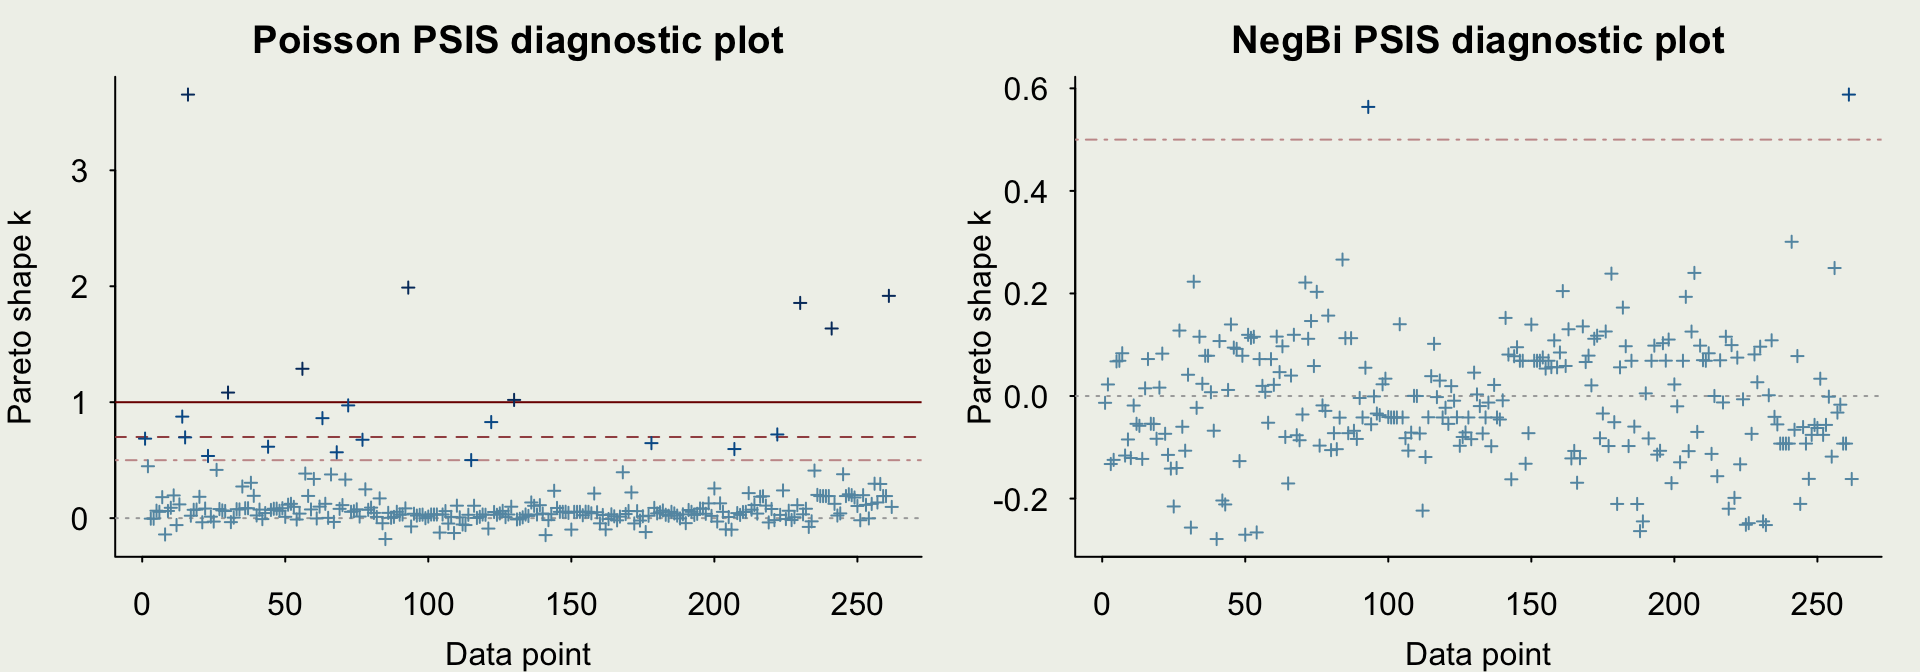 Poisson PSIS diagnostic plot
Pareto shape k
3
2
1
0
0 50 100 150 200 250
Data point
NegBi PSIS diagnostic plot
Pareto shape k
0.6
0.4
0.2
0.0
-0.2
0 50 100 150 200 250
Data point